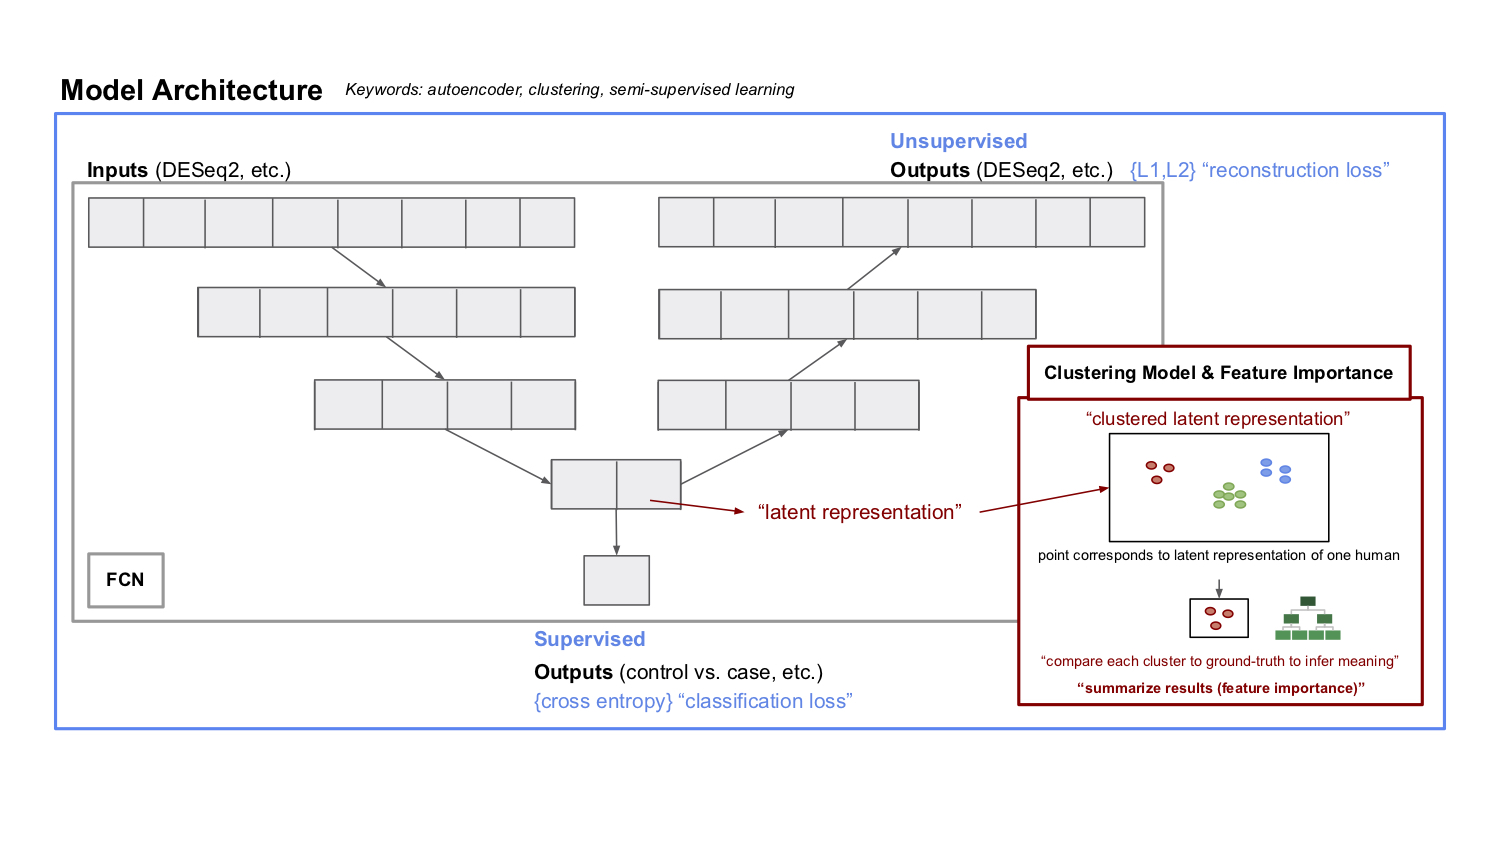 Model Architecture
Keywords: autoencoder, clustering, semi-supervised learning
Unsupervised
Inputs (DESeq2, etc.)
Outputs (DESeq2, etc.) {L1,L2} “reconstruction loss”
Clustering Model & Feature Importance
“clustered latent representation”
“latent representation”
point corresponds to latent representation of one human
FCN
“compare each cluster to ground-truth to infer meaning”
“summarize results (feature importance)”
Supervised
Outputs (control vs. case, etc.)
{cross entropy} “classification loss”